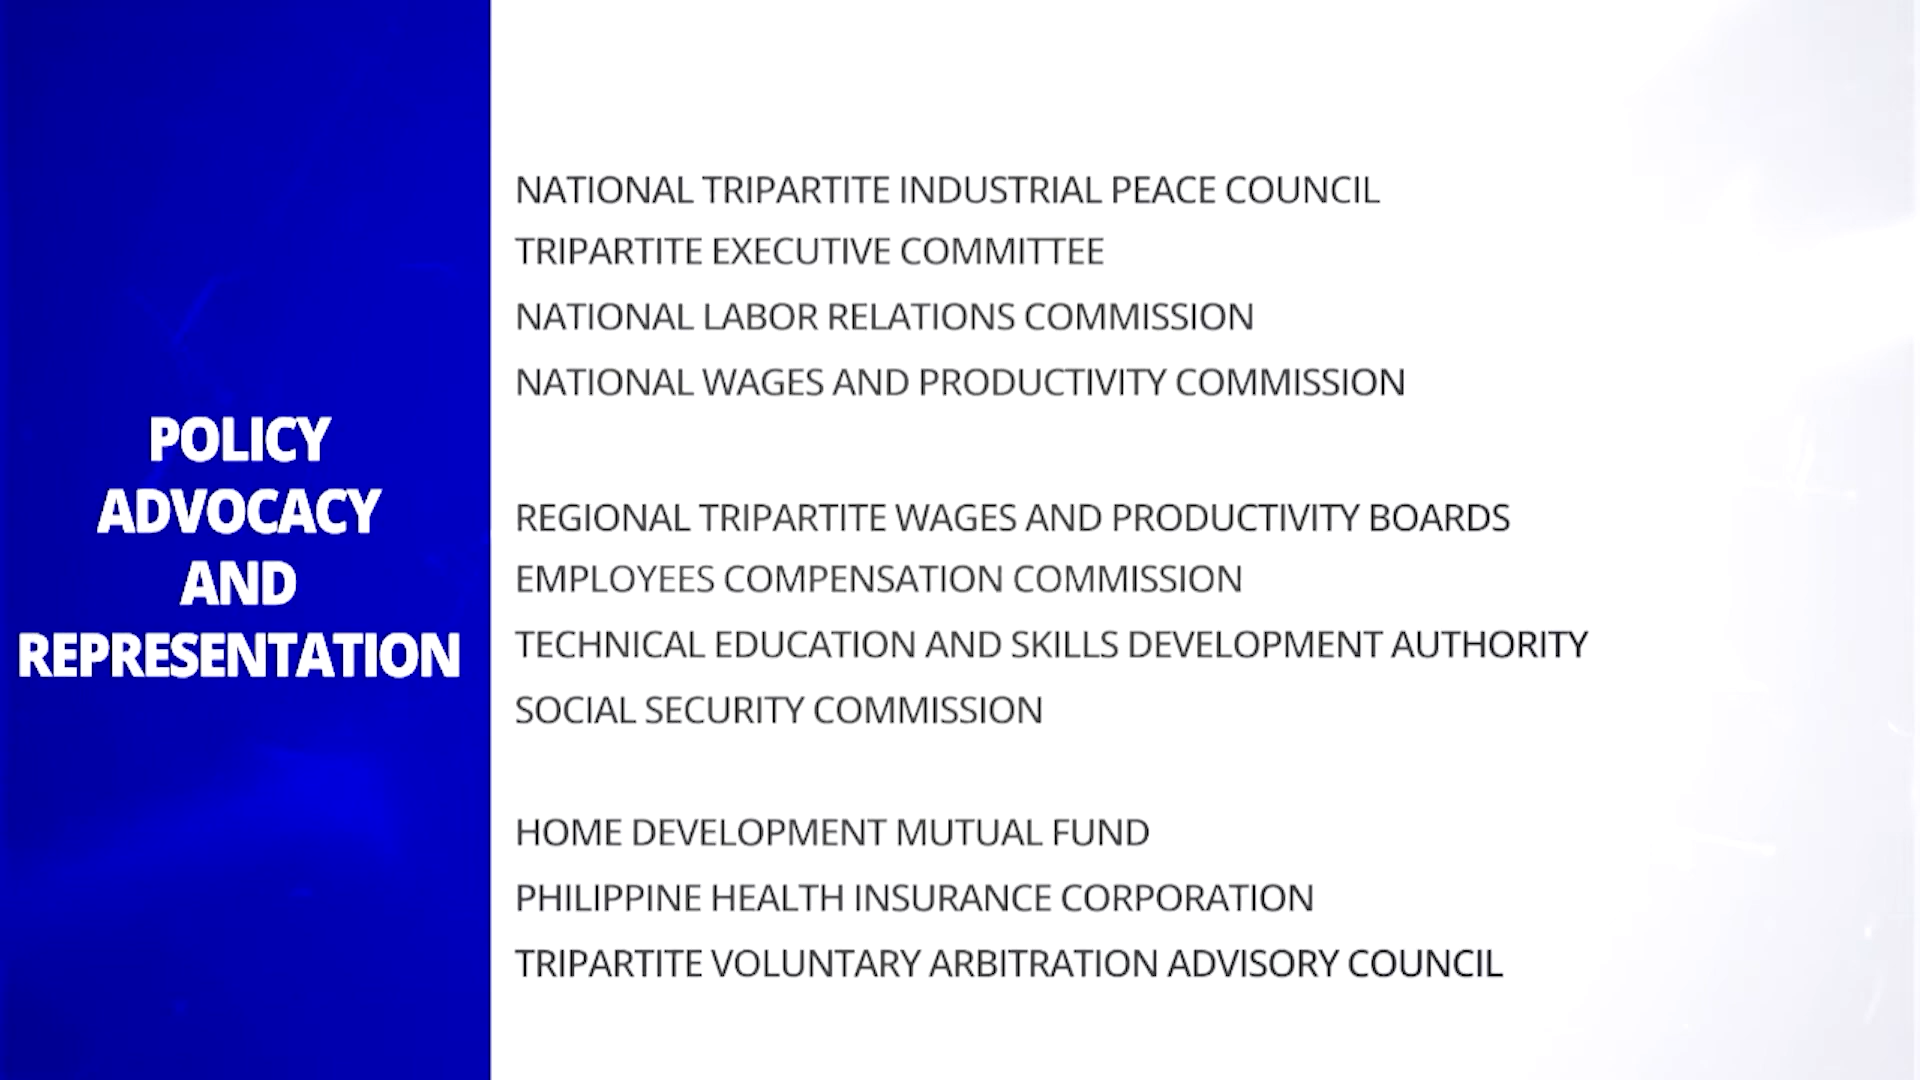 POLICY
ADVOCACY
AND
REPRESENTATION
NATIONAL TRIPARTITE INDUSTRIAL PEACE COUNCIL
TRIPARTITE EXECUTIVE COMMITTEE
NATIONAL LABOR RELATIONS COMMISSION
NATIONAL WAGES AND PRODUCTIVITY COMMISSION
REGIONAL TRIPARTITE WAGES AND PRODUCTIVITY BOARDS
EMPLOYEES COMPENSATION COMMISSION
TECHNICAL EDUCATION AND SKILLS DEVELOPMENT AUTHORITY
SOCIAL SECURITY COMMISSION
HOME DEVELOPMENT MUTUAL FUND
PHILIPPINE HEALTH INSURANCE CORPORATION
TRIPARTITE VOLUNTARY ARBITRATION ADVISORY COUNCIL